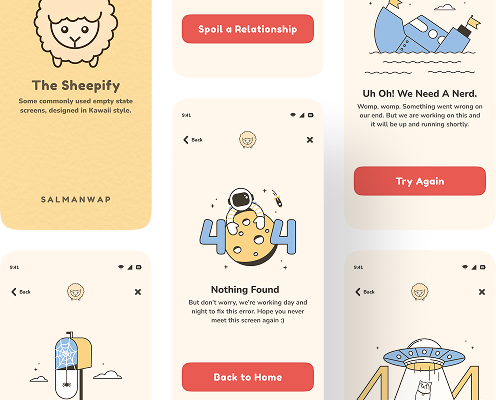 The Sheepify
Some commonly used empty state
screens, designed in Kawaii style.
SALMANWAP
9:41
Back
Spoil a Relationship
9:41
Back
4 4
Nothing Found
But don't worry, we're working day and
night to fix this error. Hope you never
meet this screen again :)
Back to Home
Uh Oh! We Need A Nerd.
Womp, womp. Something went wrong on
our end. But we are working on this and
it will be up and running shortly.
Try Again
9:41
Back